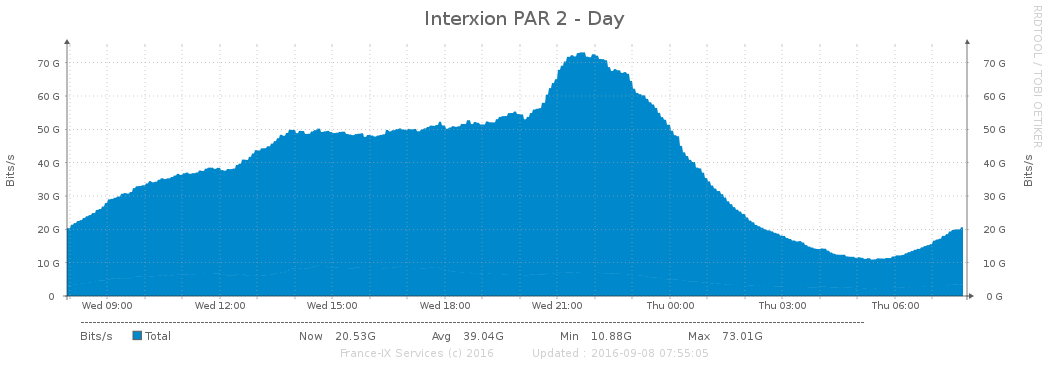 Interxion PAR 2 - Day
RRDTOOL / TOBI OETIKER
Bits/s
70 G
60 G
50 G
40 G
30 G
20 G
10 G
0
70 G
60 G
50 G
40 G
30 G
20 G
10 G
0 G
Bits/s
Wed 09:00 Wed 12:00 Wed 15:00 Wed 18:00 Wed 21:00 Thu 00:00 Thu 03:00 Thu 06:00
Bits/s Total Now 20.53G Avg 39.04G Min 10.88G Max 73.01G
France-IX Services (c) 2016 Updated : 2016-09-08 07:55:05